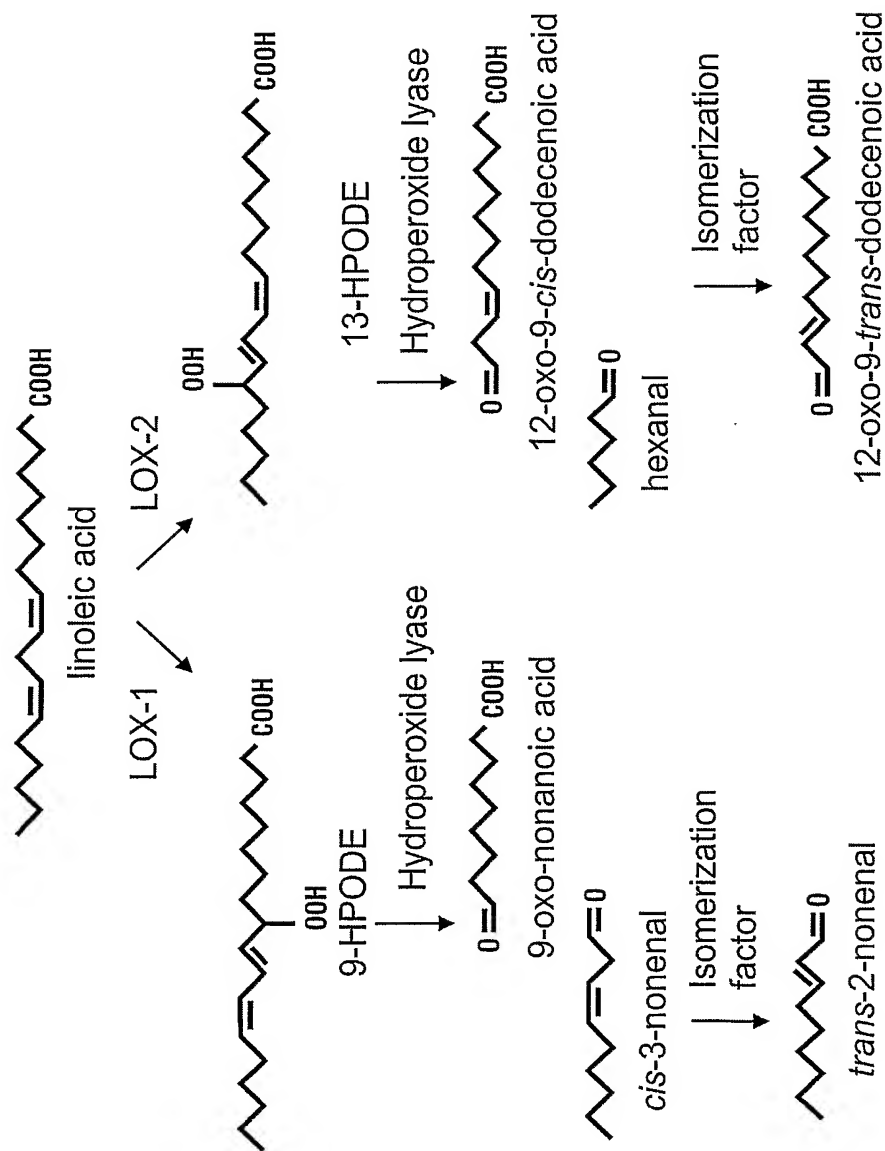 COOH
linoleic acid
LOX-1
LOX-2
COOH
OOH
9-HPODE
Hydroperoxide lyase
O
COOH
9-oxo-nonanoic acid
O
cis-3-nonenal
Isomerization
factor
O
trans-2-nonenal
OOH
COOH
13-HPODE
Hydroperoxide lyase
O
COOH
12-oxo-9-cis-dodecenoic acid
O
hexanal
Isomerization
factor
O
COOH
12-oxo-9-trans-dodecenoic acid